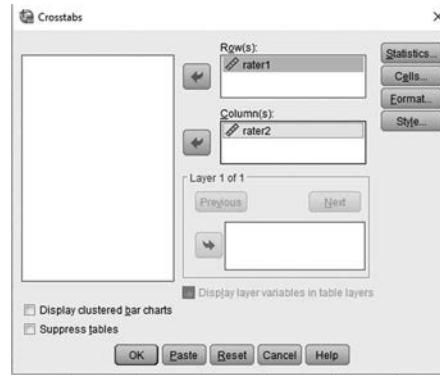 Crosstabs
Row(s):
rater1
Statistics...
Cells...
Format...
Style...
Column(s):
rater2
Layer 1 of 1
Previous
Next
Display layer variables in table layers
Display clustered bar charts
Suppress tables
OK Paste Reset Cancel Help